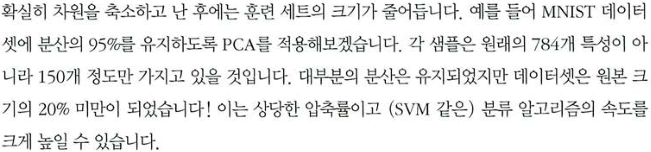 확실히 차원을 축소하고 난 후에는 훈련 세트의 크기가 줄어듭니다. 예를 들어 MNIST 데이터
셋에 분산의 95%를 유지하도록 PCA를 적용해보겠습니다. 각 샘플은 원래의 784개 특성이 아
니라 150개 정도만 가지고 있을 것입니다. 대부분의 분산은 유지되었지만 데이터셋은 원본 크
기의 20% 미만이 되었습니다! 이는 상당한 압축률이고 (SVM 같은) 분류 알고리즘의 속도를
크게 높일 수 있습니다.